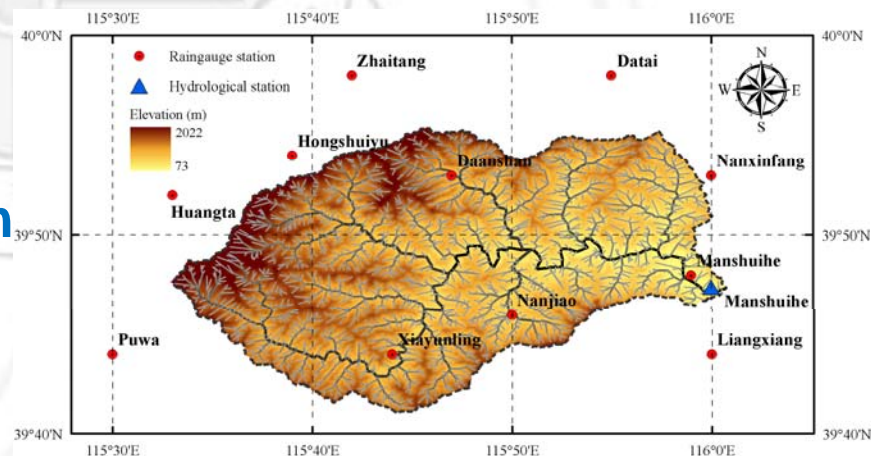 115°30'E 115°40'E 115°50'E 116°0'E
40°0'N 40°0'N
Raingauge station
Hydrological station
Elevation (m)
2022
73
Zhaitang
Datai
N
W E
S
Hongshuiyu
Daanshan
Nanxinfang
Huangta
n
39°50'N 39°50'N
Manshuihe
Manshuihe
Nanjiao
Puwa
Xiayunling
Liangxiang
39°40'N 39°40'N
115°30'E 115°40'E 115°50'E 116°0'E